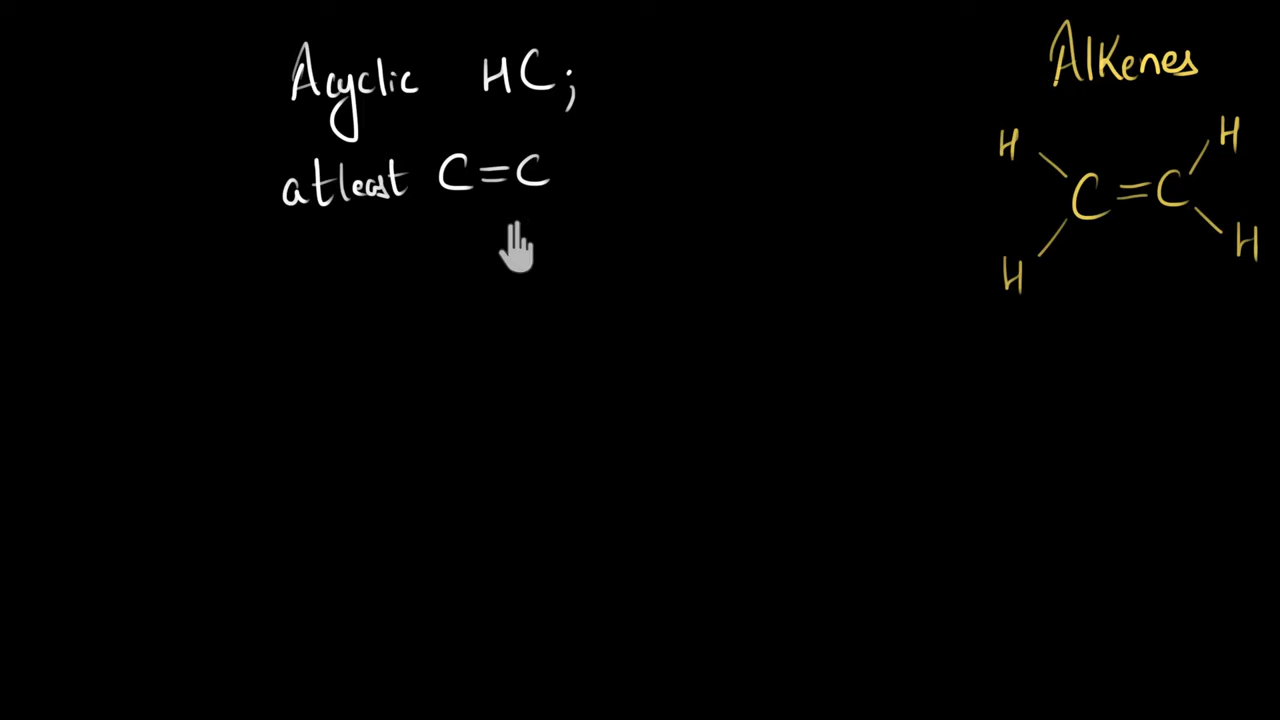 Acyclic HC;
atleast C=C
Alkenes
H H
C=C
H H